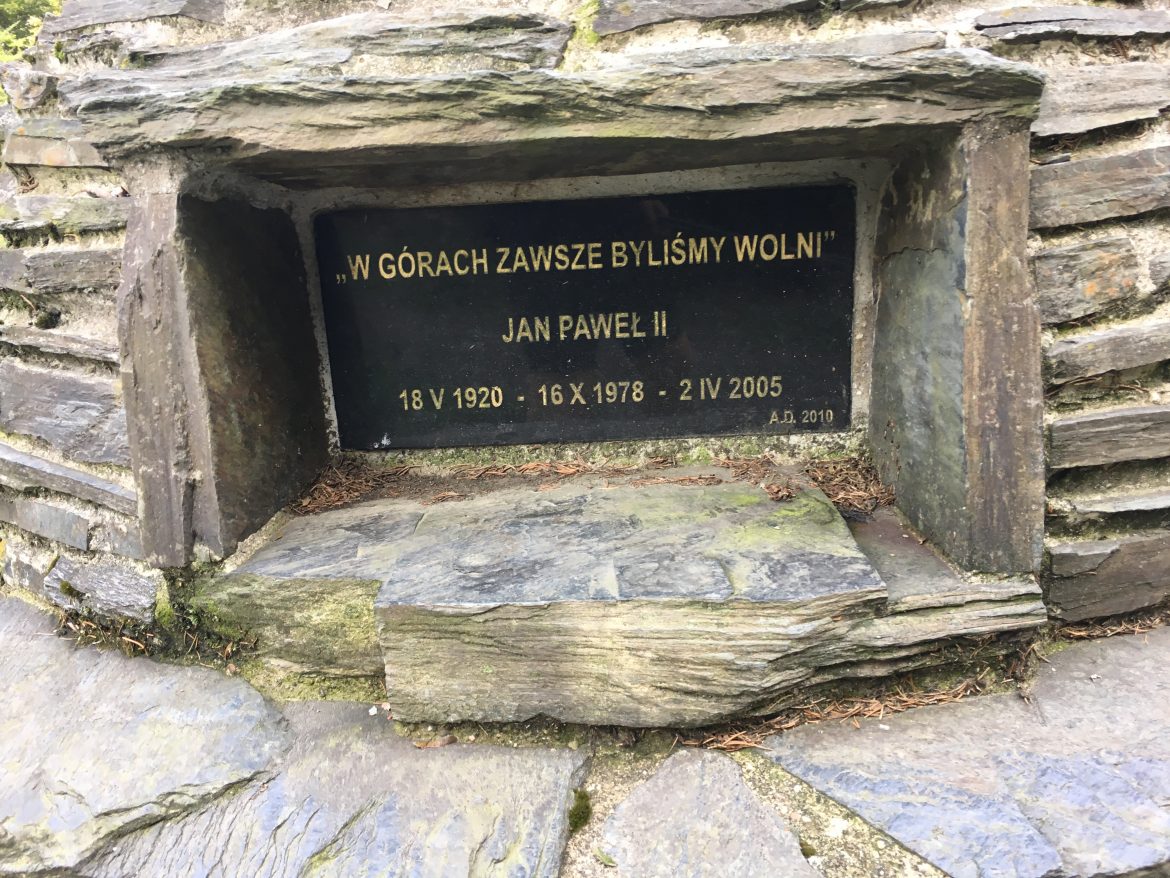 „W GÓRACH ZAWSZE BYLIŚMY WOLNI”
JAN PAWEŁ II
18 V 1920 - 16 X 1978 - 2 IV 2005
A.D. 2010